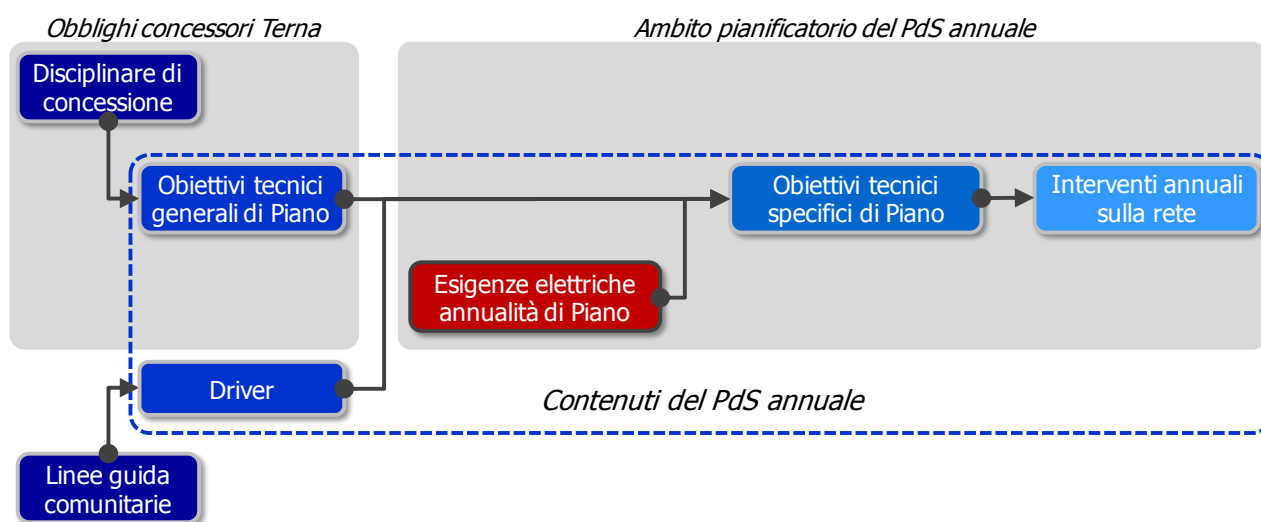 Obblighi concessori Terna
Ambito pianificatorio del PdS annuale
Disciplinare di
concessione
Obiettivi tecnici
generali di Piano
Obiettivi tecnici
specifici di Piano
Interventi annuali
sulla rete
Esigenze elettriche
annualità di Piano
Driver
Contenuti del PdS annuale
Linee guida
comunitarie